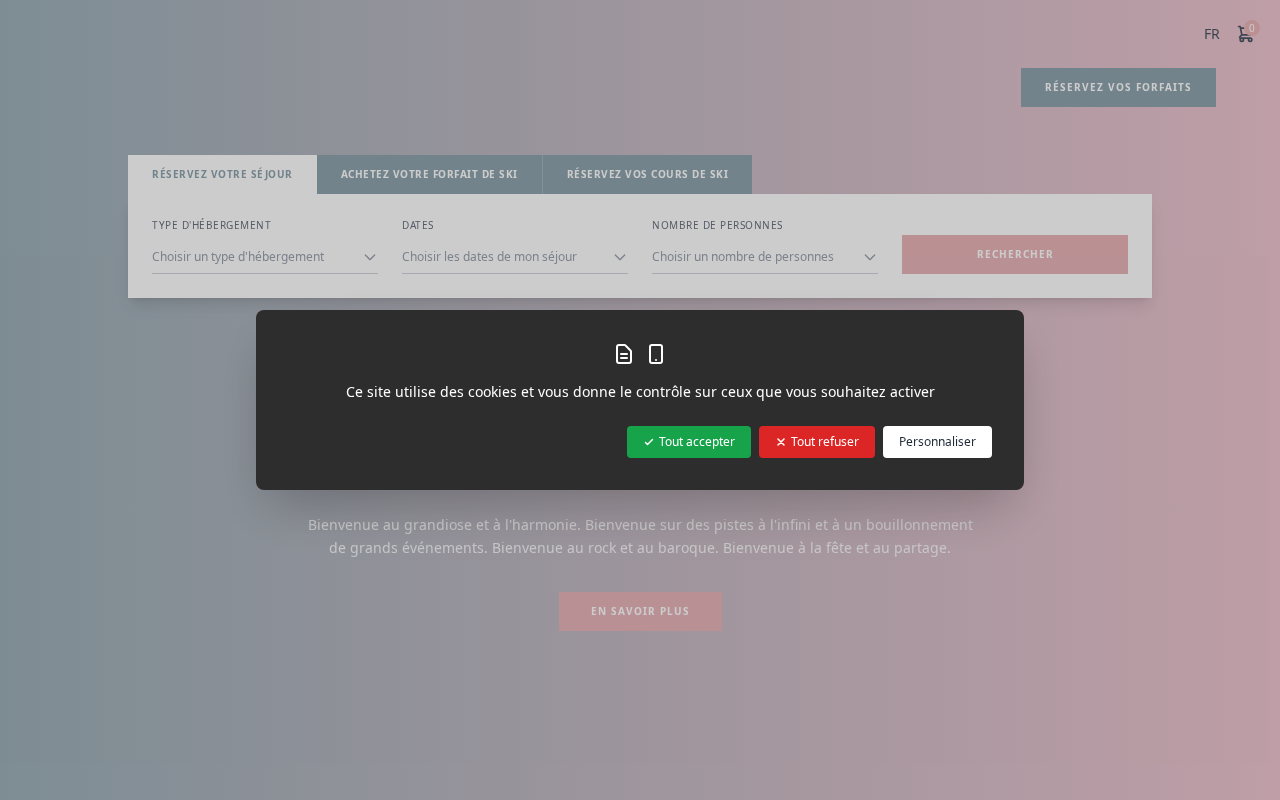 FR
0
RÉSERVEZ VOS FORFAITS
RÉSERVEZ VOTRE SÉJOUR
ACHETEZ VOTRE FORFAIT DE SKI
RÉSERVEZ VOS COURS DE SKI
TYPE D'HÉBERGEMENT
DATES
NOMBRE DE PERSONNES
Choisir un type d'hébergement
Choisir les dates de mon séjour
Choisir un nombre de personnes
RECHERCHER
Ce site utilise des cookies et vous donne le contrôle sur ceux que vous souhaitez activer
Tout accepter
Tout refuser
Personnaliser
Bienvenue au grandiose et à l'harmonie. Bienvenue sur des pistes à l'infini et à un bouillonnement
de grands événements. Bienvenue au rock et au baroque. Bienvenue à la fête et au partage.
EN SAVOIR PLUS